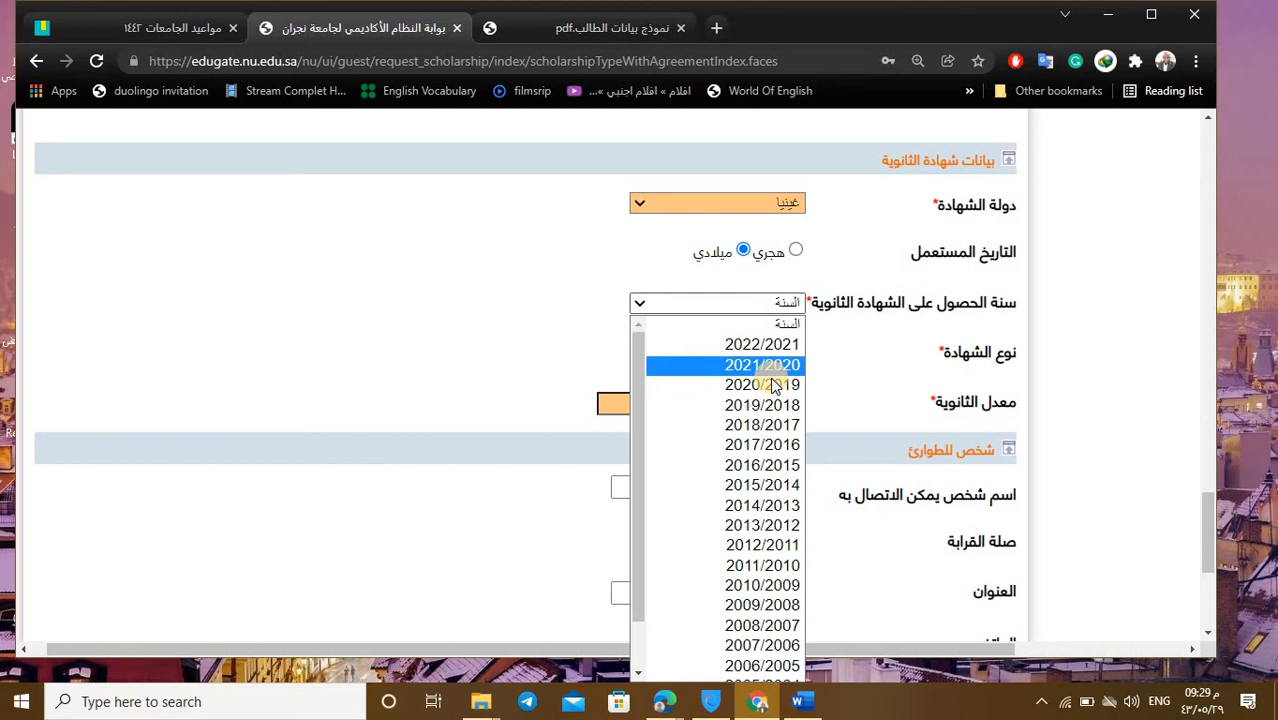 مواعيد الجامعات ١٤٤٢
بوابة النظام الأكاديمي لجامعة نجران
نموذج بيانات الطالب.pdf
https://edugate.nu.edu.sa/nu/ui/guest/request_scholarship/index/scholarshipTypeWithAgreementIndex.faces
Apps
duolingo invitation
Stream Complet H...
English Vocabulary
filmsrip
افلام » افلام اجنبي »...
World Of English
»
Other bookmarks
Reading list
بيانات شهادة الثانوية
دولة الشهادة*
غينيا
التاريخ المستعمل
هجري
ميلادي
سنة الحصول على الشهادة الثانوية*
السنة
السنة
2022/2021
2021/2020
2020/2019
2019/2018
2018/2017
2017/2016
2016/2015
2015/2014
2014/2013
2013/2012
2012/2011
2011/2010
2010/2009
2009/2008
2008/2007
2007/2006
2006/2005
نوع الشهادة*
معدل الثانوية*
شخص للطوارئ
اسم شخص يمكن الاتصال به
صلة القرابة
العنوان
Type here to search
ENG
م 09:29
٤٣/٠٥/٢٩